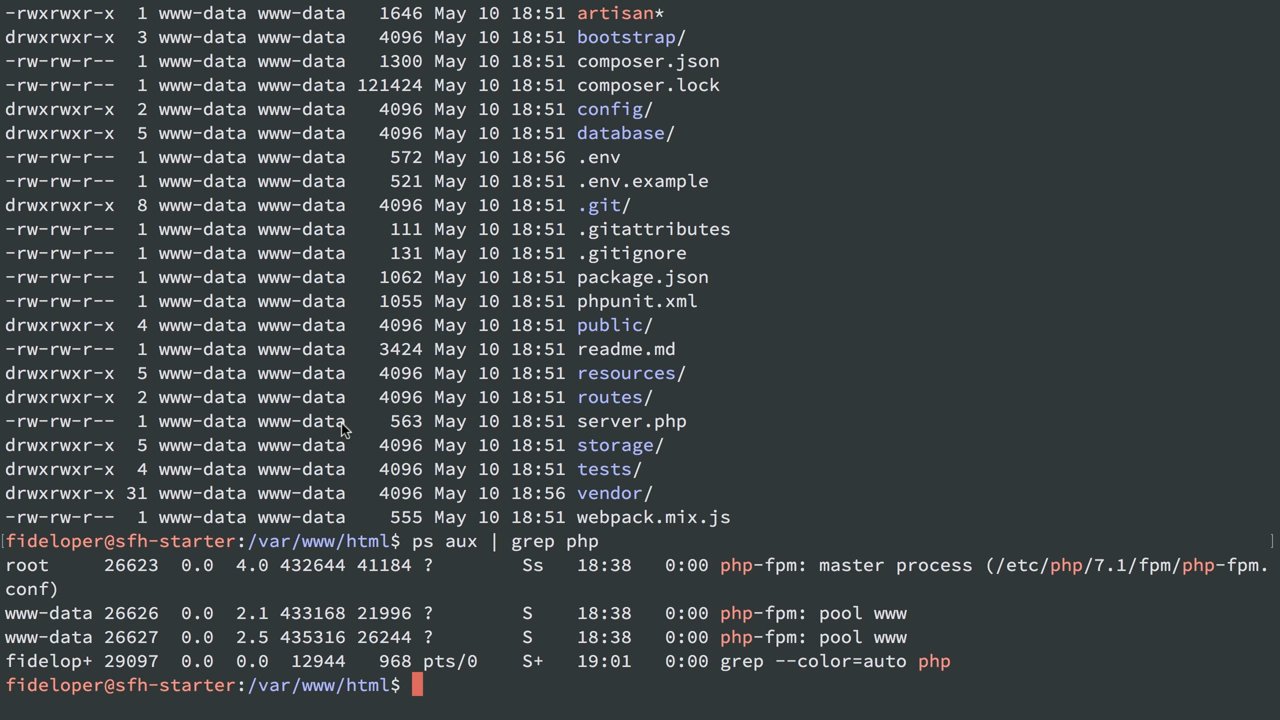 -rwxrwxr-x 1 www-data www-data 1646 May 10 18:51 artisan*
drwxrwxr-x 3 www-data www-data 4096 May 10 18:51 bootstrap/
-rw-rw-r-- 1 www-data www-data 1300 May 10 18:51 composer.json
-rw-rw-r-- 1 www-data www-data 121424 May 10 18:51 composer.lock
drwxrwxr-x 2 www-data www-data 4096 May 10 18:51 config/
drwxrwxr-x 5 www-data www-data 4096 May 10 18:51 database/
-rw-rw-r-- 1 www-data www-data 572 May 10 18:56 .env
-rw-rw-r-- 1 www-data www-data 521 May 10 18:51 .env.example
drwxrwxr-x 8 www-data www-data 4096 May 10 18:51 .git/
-rw-rw-r-- 1 www-data www-data 111 May 10 18:51 .gitattributes
-rw-rw-r-- 1 www-data www-data 131 May 10 18:51 .gitignore
-rw-rw-r-- 1 www-data www-data 1062 May 10 18:51 package.json
-rw-rw-r-- 1 www-data www-data 1055 May 10 18:51 phpunit.xml
drwxrwxr-x 4 www-data www-data 4096 May 10 18:51 public/
-rw-rw-r-- 1 www-data www-data 3424 May 10 18:51 readme.md
drwxrwxr-x 5 www-data www-data 4096 May 10 18:51 resources/
drwxrwxr-x 2 www-data www-data 4096 May 10 18:51 routes/
-rw-rw-r-- 1 www-data www-data 563 May 10 18:51 server.php
drwxrwxr-x 5 www-data www-data 4096 May 10 18:51 storage/
drwxrwxr-x 4 www-data www-data 4096 May 10 18:51 tests/
drwxrwxr-x 31 www-data www-data 4096 May 10 18:56 vendor/
-rw-rw-r-- 1 www-data www-data 555 May 10 18:51 webpack.mix.js
[fideloper@sfh-starter:/var/www/html$ ps aux | grep php ]
root 26623 0.0 4.0 432644 41184 ? Ss 18:38 0:00 php-fpm: master process (/etc/php/7.1/fpm/php-fpm.
conf)
www-data 26626 0.0 2.1 433168 21996 ? S 18:38 0:00 php-fpm: pool www
www-data 26627 0.0 2.5 435316 26244 ? S 18:38 0:00 php-fpm: pool www
fidelop+ 29097 0.0 0.0 12944 968 pts/0 S+ 19:01 0:00 grep --color=auto php
fideloper@sfh-starter:/var/www/html$